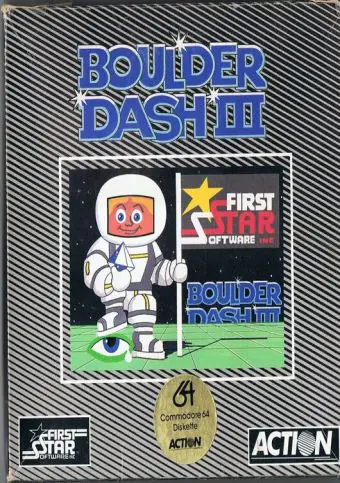 BOULDER
DASH III
FIRST
STAR
SOFTWARE INC
BOULDER
DASH III
64
Commodore 64
Diskette
ACTION
FIRST
STAR
SOFTWARE INC
ACTION